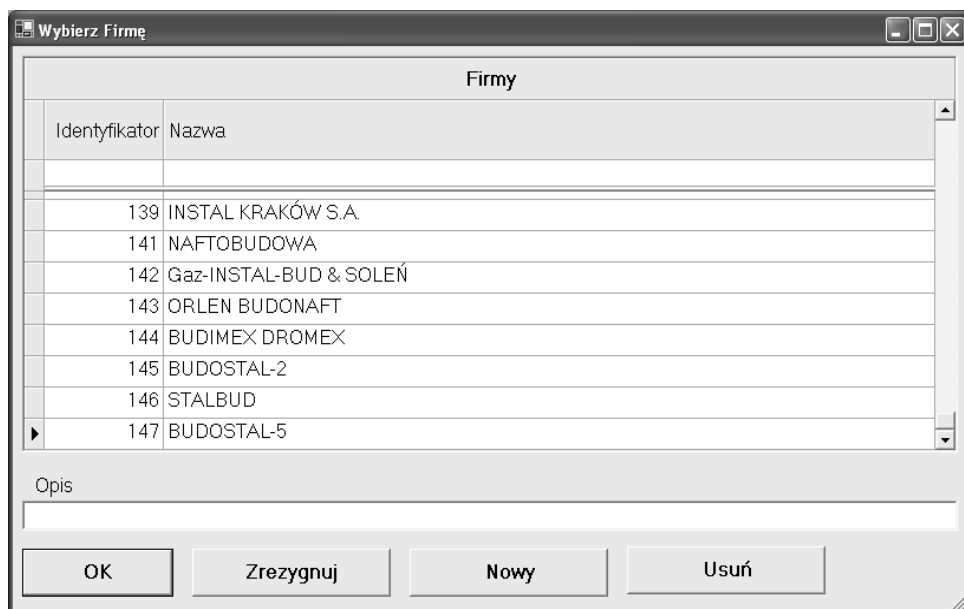 Wybierz Firmę
Firmy
Identyfikator Nazwa
139 INSTAL KRAKÓW S.A.
141 NAFTOBUDOWA
142 Gaz-INSTAL-BUD & SOLEŃ
143 ORLEN BUDONAFT
144 BUDIMEX DROMEX
145 BUDOSTAL-2
146 STALBUD
147 BUDOSTAL-5
Opis
OK Zrezygnuj Nowy Usuń